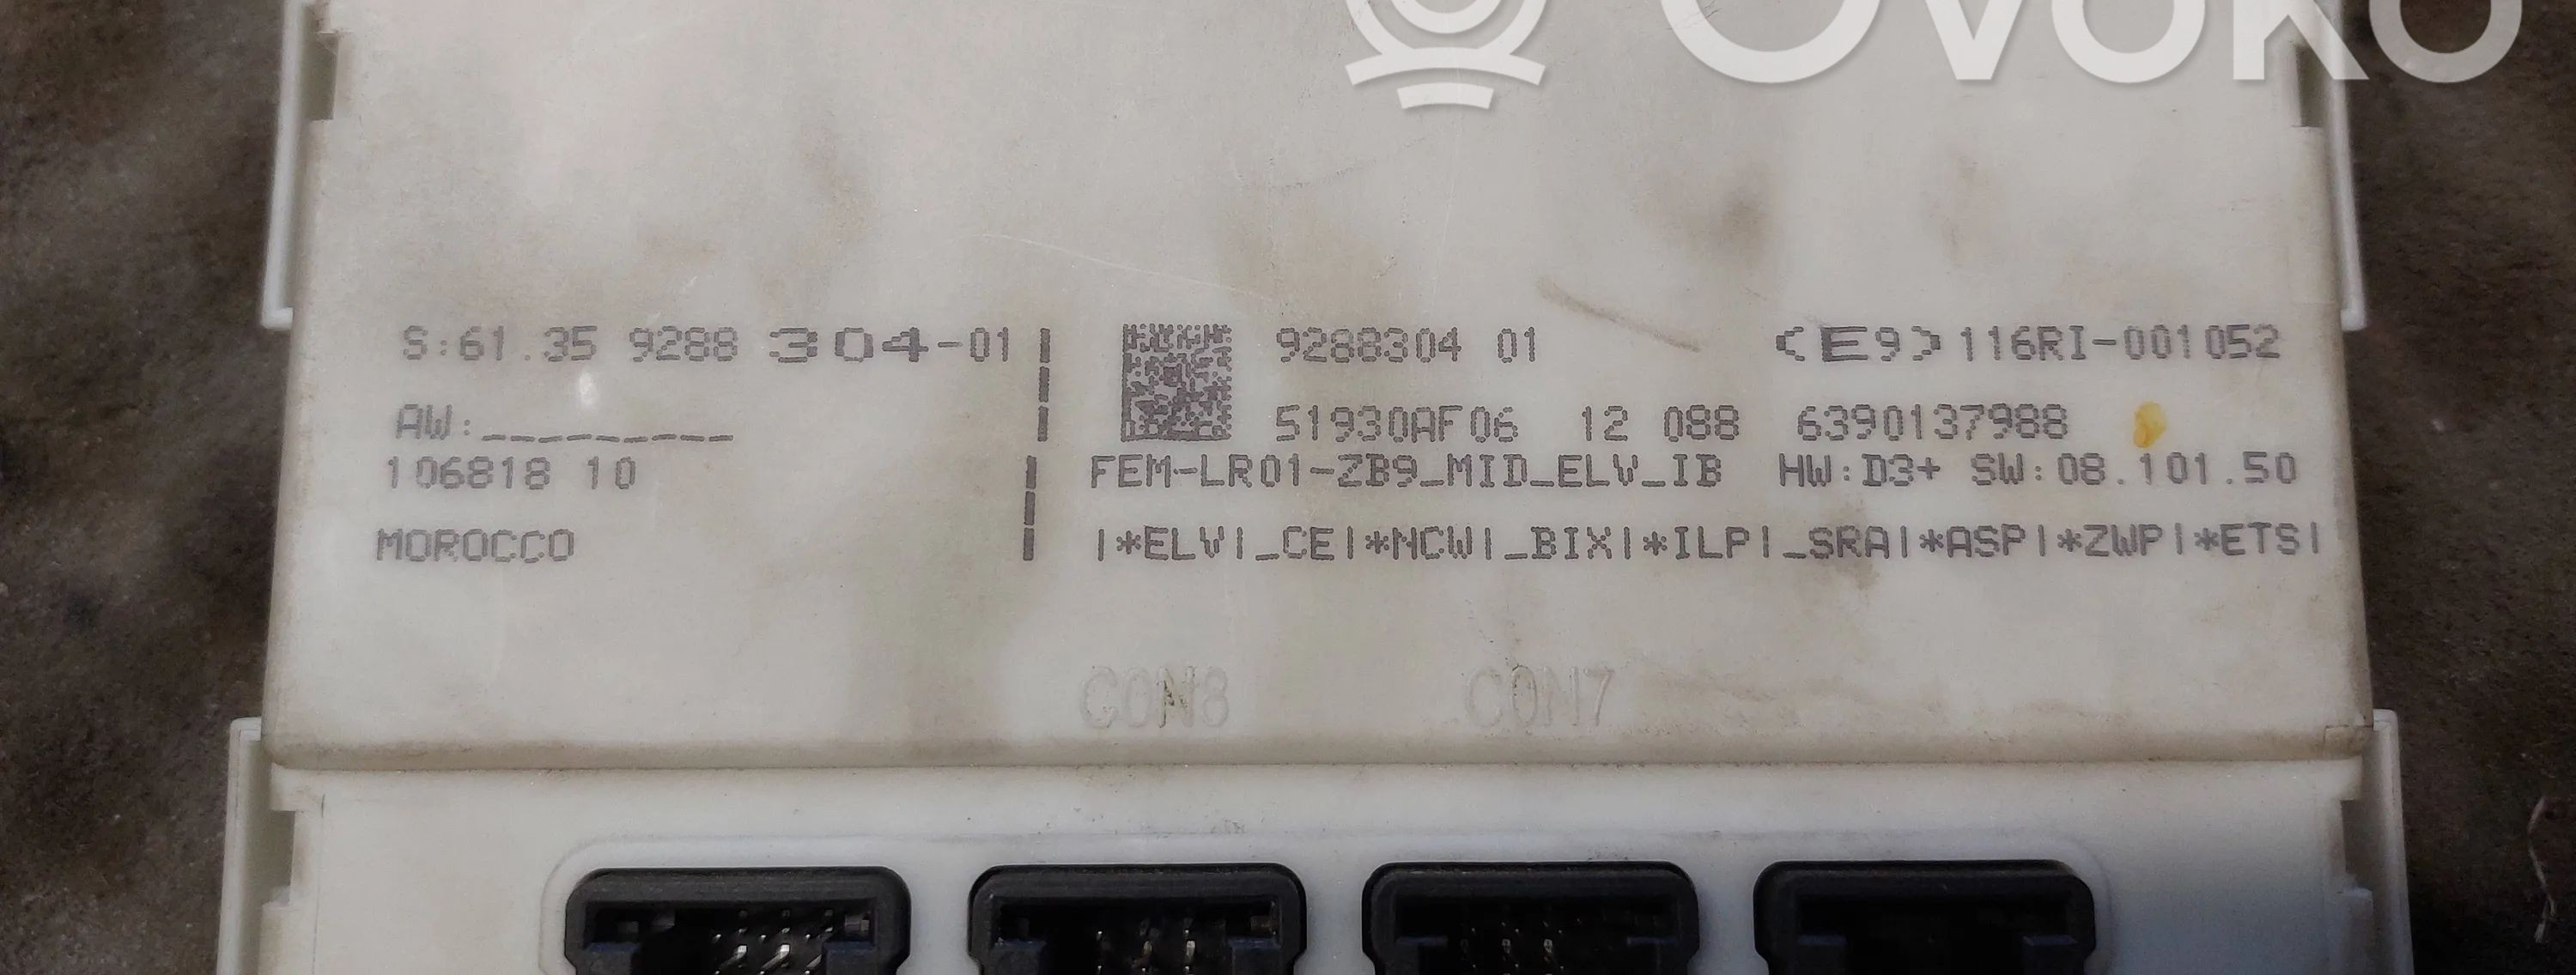 OVOKO
S:61.35 9288 304-01
AW:_________
106818 10
MOROCCO
9288304 01 <E9>116RI-001052
51930AF06 12 088 6390137988
FEM-LR01-ZB9_MID_ELV_IB HW:D3+ SW:08.101.50
|*ELV|_CE|*NCW|_BIX|*ILP|_SRA|*ASP|*ZWP|*ETS|
CON8 CON7